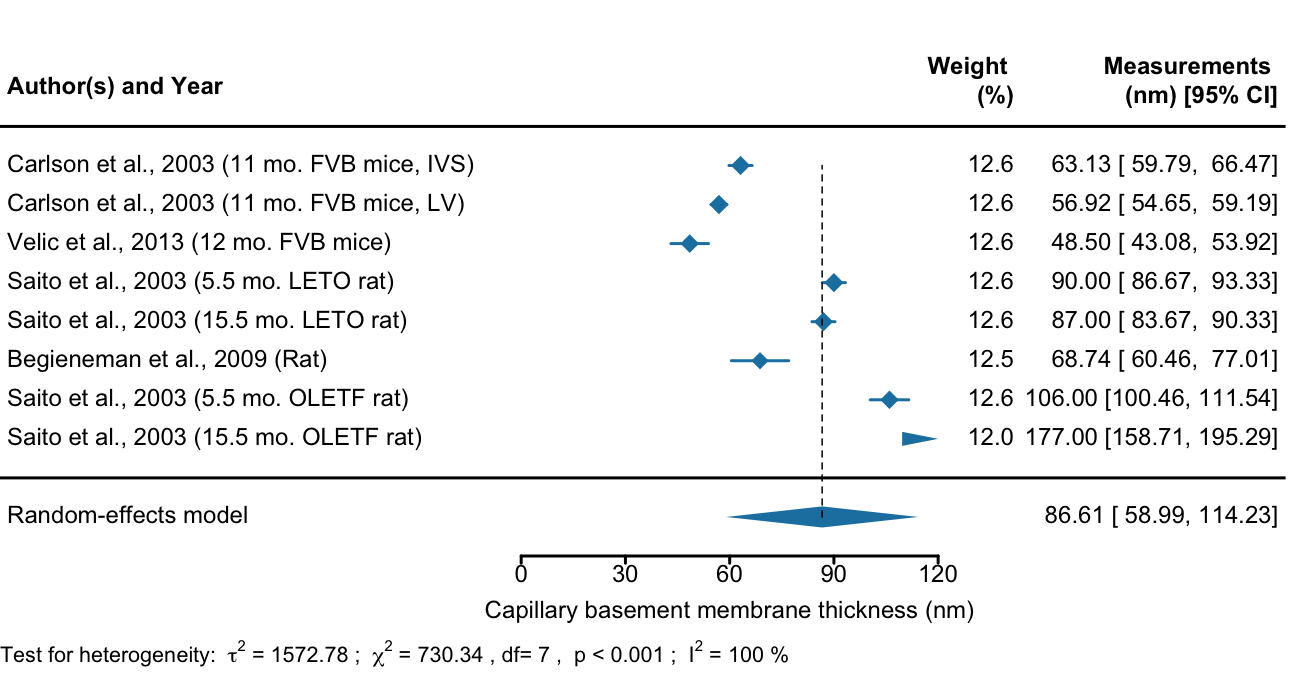 Author(s) and Year Weight (%) Measurements (nm) [95% CI]
Carlson et al., 2003 (11 mo. FVB mice, IVS) 12.6 63.13 [ 59.79, 66.47]
Carlson et al., 2003 (11 mo. FVB mice, LV) 12.6 56.92 [ 54.65, 59.19]
Velic et al., 2013 (12 mo. FVB mice) 12.6 48.50 [ 43.08, 53.92]
Saito et al., 2003 (5.5 mo. LETO rat) 12.6 90.00 [ 86.67, 93.33]
Saito et al., 2003 (15.5 mo. LETO rat) 12.6 87.00 [ 83.67, 90.33]
Begieneman et al., 2009 (Rat) 12.5 68.74 [ 60.46, 77.01]
Saito et al., 2003 (5.5 mo. OLETF rat) 12.6 106.00 [100.46, 111.54]
Saito et al., 2003 (15.5 mo. OLETF rat) 12.0 177.00 [158.71, 195.29]
Random-effects model 86.61 [ 58.99, 114.23]
0 30 60 90 120
Capillary basement membrane thickness (nm)
Test for heterogeneity: τ² = 1572.78 ; χ² = 730.34 , df= 7 , p < 0.001 ; I² = 100 %